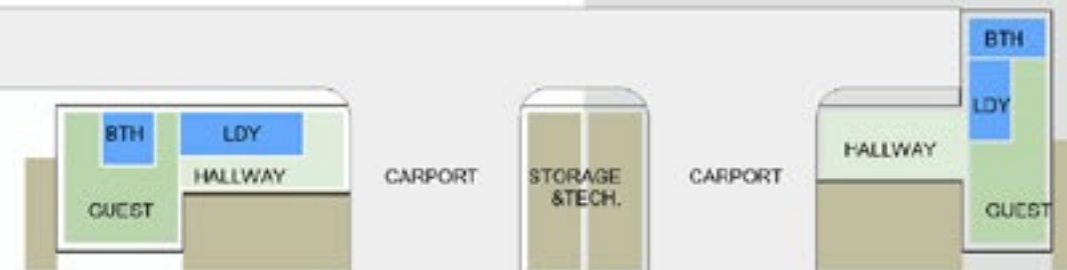 BTH
BTH
LDY
LDY
HALLWAY
HALLWAY
CARPORT
STORAGE
&TECH.
CARPORT
GUEST
GUEST